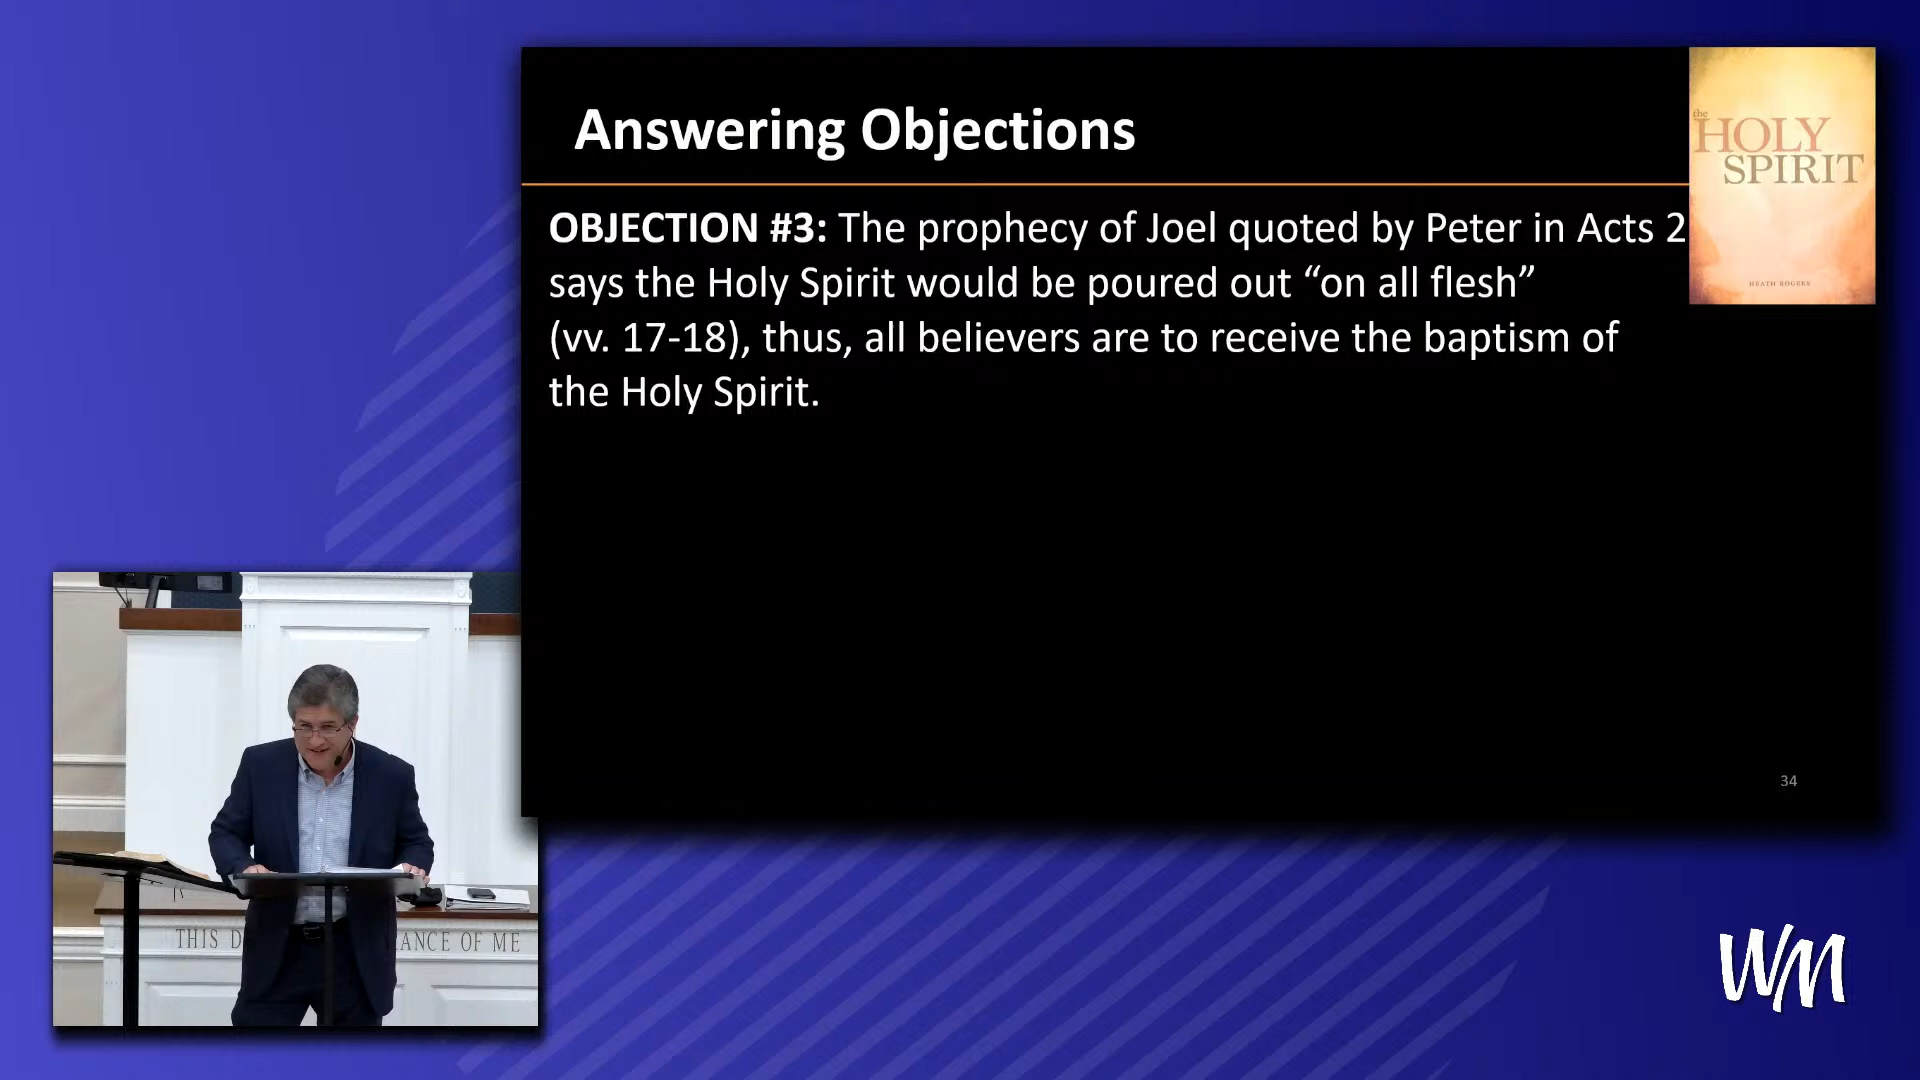 Answering Objections
OBJECTION #3: The prophecy of Joel quoted by Peter in Acts 2
says the Holy Spirit would be poured out “on all flesh”
(vv. 17-18), thus, all believers are to receive the baptism of
the Holy Spirit.
the
HOLY
SPIRIT
HEATH ROGERS
34
THIS D ANCE OF ME
WM